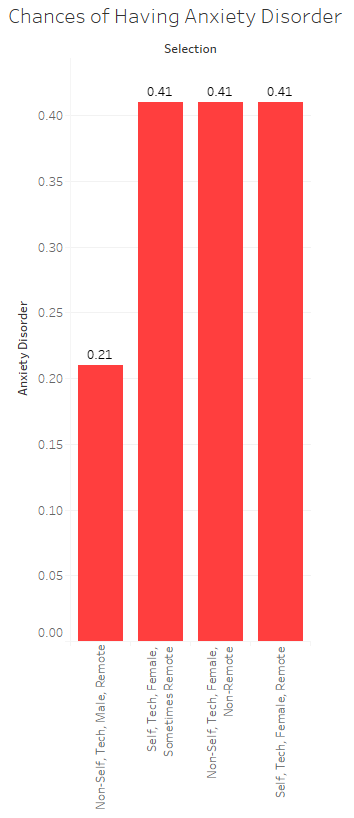 Chances of Having Anxiety Disorder
Selection
0.41
0.41
0.41
0.40
0.35
0.30
0.25
0.21
0.20
0.15
0.10
0.05
0.00
Anxiety Disorder
Non-Self, Tech, Male, Remote
Self, Tech, Female,
Sometimes Remote
Non-Self, Tech, Female,
Non-Remote
Self, Tech, Female, Remote